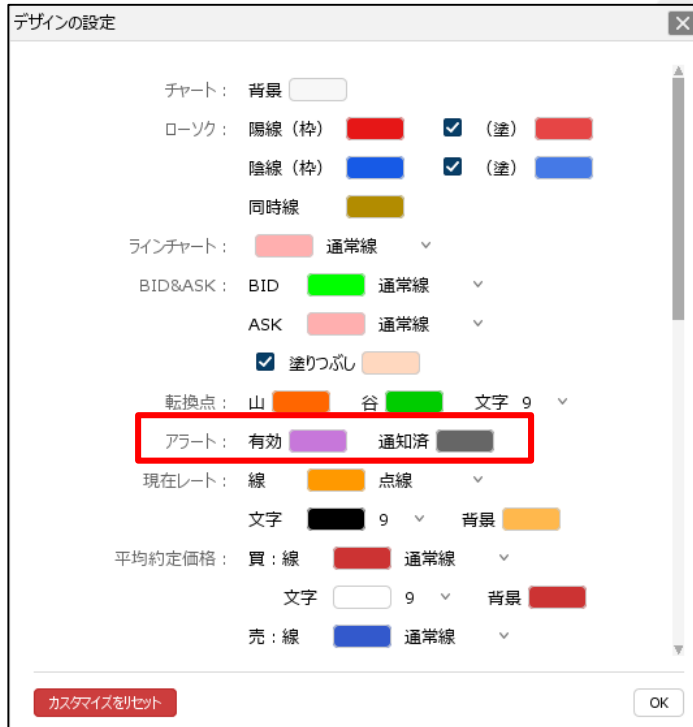 デザインの設定
チャート： 背景
ローソク： 陽線（枠） （塗）
陰線（枠） （塗）
同時線
ラインチャート： 通常線
BID&ASK： BID 通常線
ASK 通常線
塗りつぶし
転換点： 山 谷 文字 9
アラート： 有効 通知済
現在レート： 線 点線
文字 9 背景
平均約定価格： 買：線 通常線
文字 9 背景
売：線 通常線
カスタマイズをリセット OK